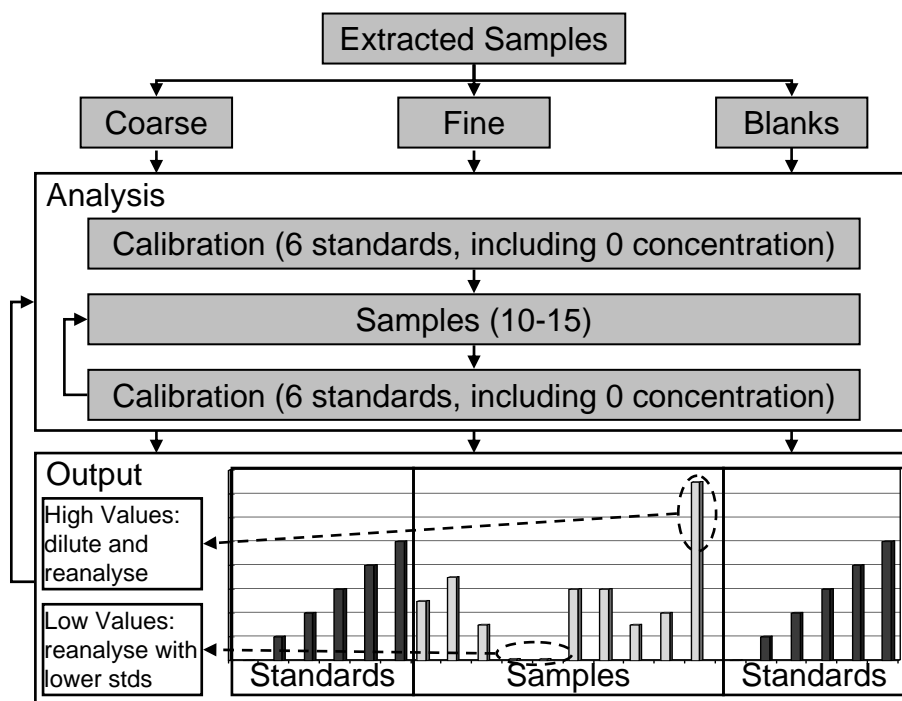 Extracted Samples
Coarse
Fine
Blanks
Analysis
Calibration (6 standards, including 0 concentration)
Samples (10-15)
Calibration (6 standards, including 0 concentration)
Output
High Values:
dilute and
reanalyse
Low Values:
reanalyse with
lower stds
Standards
Samples
Standards